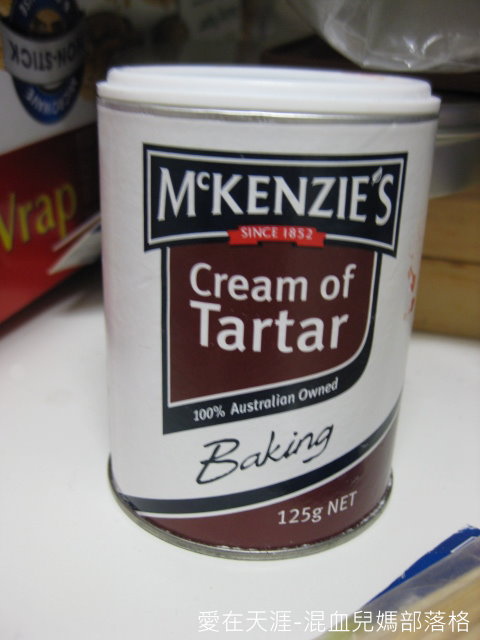 NON-STICK
Wrap
McKENZIE'S
SINCE 1852
Cream of
Tartar
100% Australian Owned
Baking
125g NET
愛在天涯-混血兒媽部落格